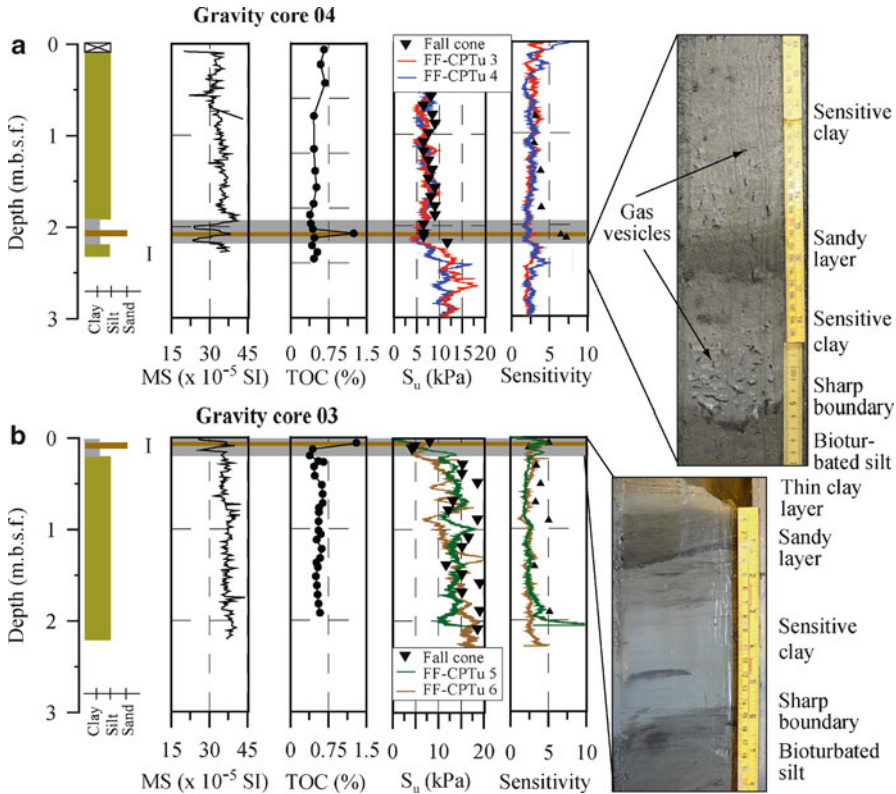 Gravity core 04
a
Fall cone
FF-CPTu 3
FF-CPTu 4
0
1
2
3
Depth (m.b.s.f.)
I
Clay
Silt
Sand
15 30 45
MS (x 10⁻⁵ SI)
0 0.75 1.5
TOC (%)
0 5 10 15 20
Sᵤ (kPa)
0 5 10
Sensitivity
Sensitive clay
Gas vesicles
Sandy layer
Sensitive clay
Sharp boundary
Biotur-
bated silt
Gravity core 03
b
0
1
2
3
Depth (m.b.s.f.)
I
Clay
Silt
Sand
Fall cone
FF-CPTu 5
FF-CPTu 6
15 30 45
MS (x 10⁻⁵ SI)
0 0.75 1.5
TOC (%)
0 10 20
Sᵤ (kPa)
0 5 10
Sensitivity
Thin clay layer
Sandy layer
Sensitive clay
Sharp boundary
Bioturbated silt